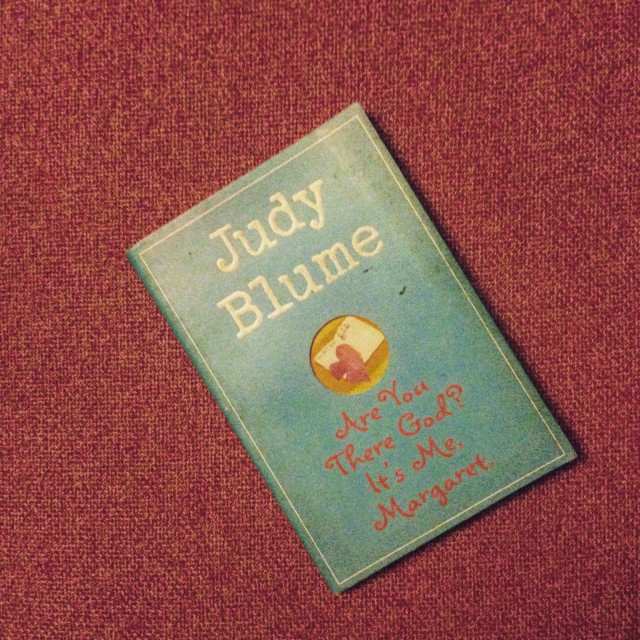 Judy
Blume
Are You
There God?
It's Me,
Margaret.